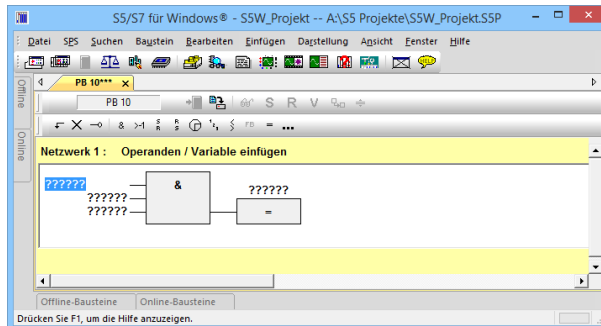 S5/S7 für Windows® - S5W_Projekt -- A:\S5 Projekte\S5W_Projekt.S5P
Datei SPS Suchen Baustein Bearbeiten Einfügen Darstellung Ansicht Fenster Hilfe
HELP
PB 10*** x
Offline
PB 10
S R V
Online
& >1 S R R S FB = ...
Netzwerk 1 : Operanden / Variable einfügen
?????? &
?????? ??????
??????
=
Offline-Bausteine Online-Bausteine
Drücken Sie F1, um die Hilfe anzuzeigen.